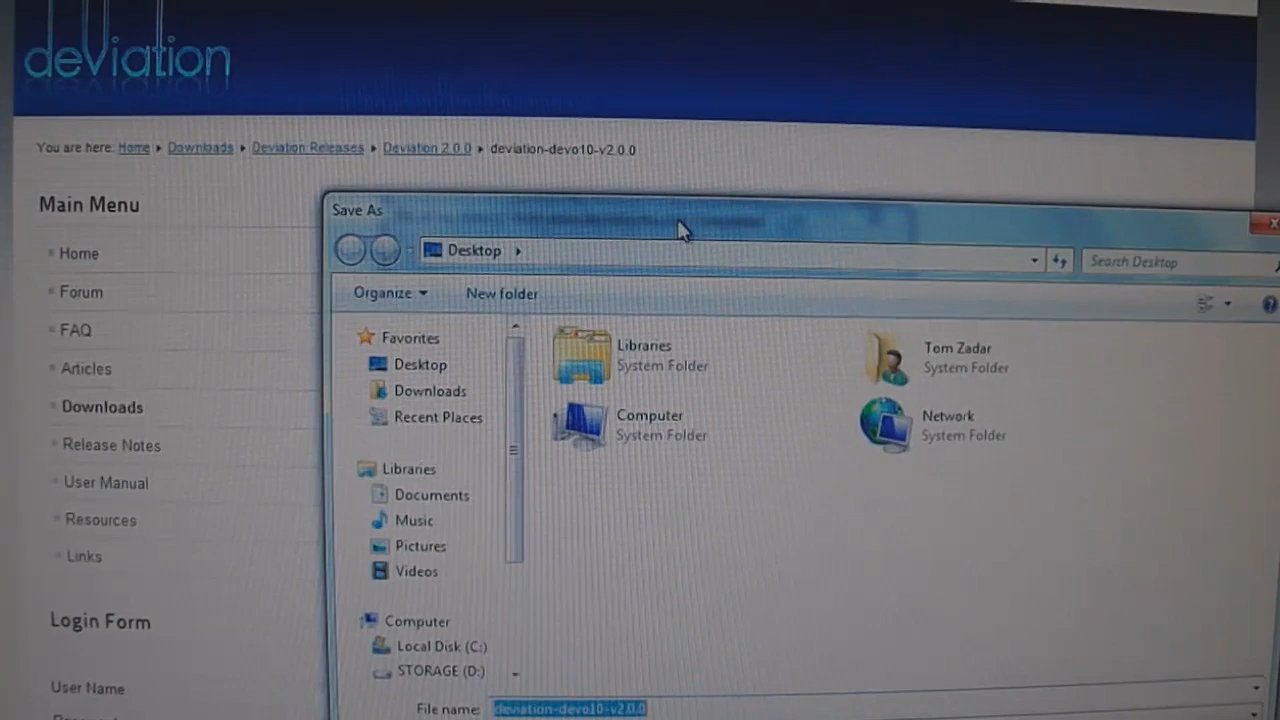 deviation
You are here: Home Downloads Deviation Releases Deviation 2.0.0 deviation-devo10-v2.0.0
Main Menu
Home
Forum
FAQ
Articles
Downloads
Release Notes
User Manual
Resources
Links
Login Form
User Name
Save As
Desktop
Search Desktop
Organize New folder
Favorites
Desktop
Downloads
Recent Places
Libraries
Documents
Music
Pictures
Videos
Computer
Local Disk (C:)
STORAGE (D:)
Libraries
System Folder
Tom Zadar
System Folder
Computer
System Folder
Network
System Folder
File name: deviation-devo10-v2.0.0